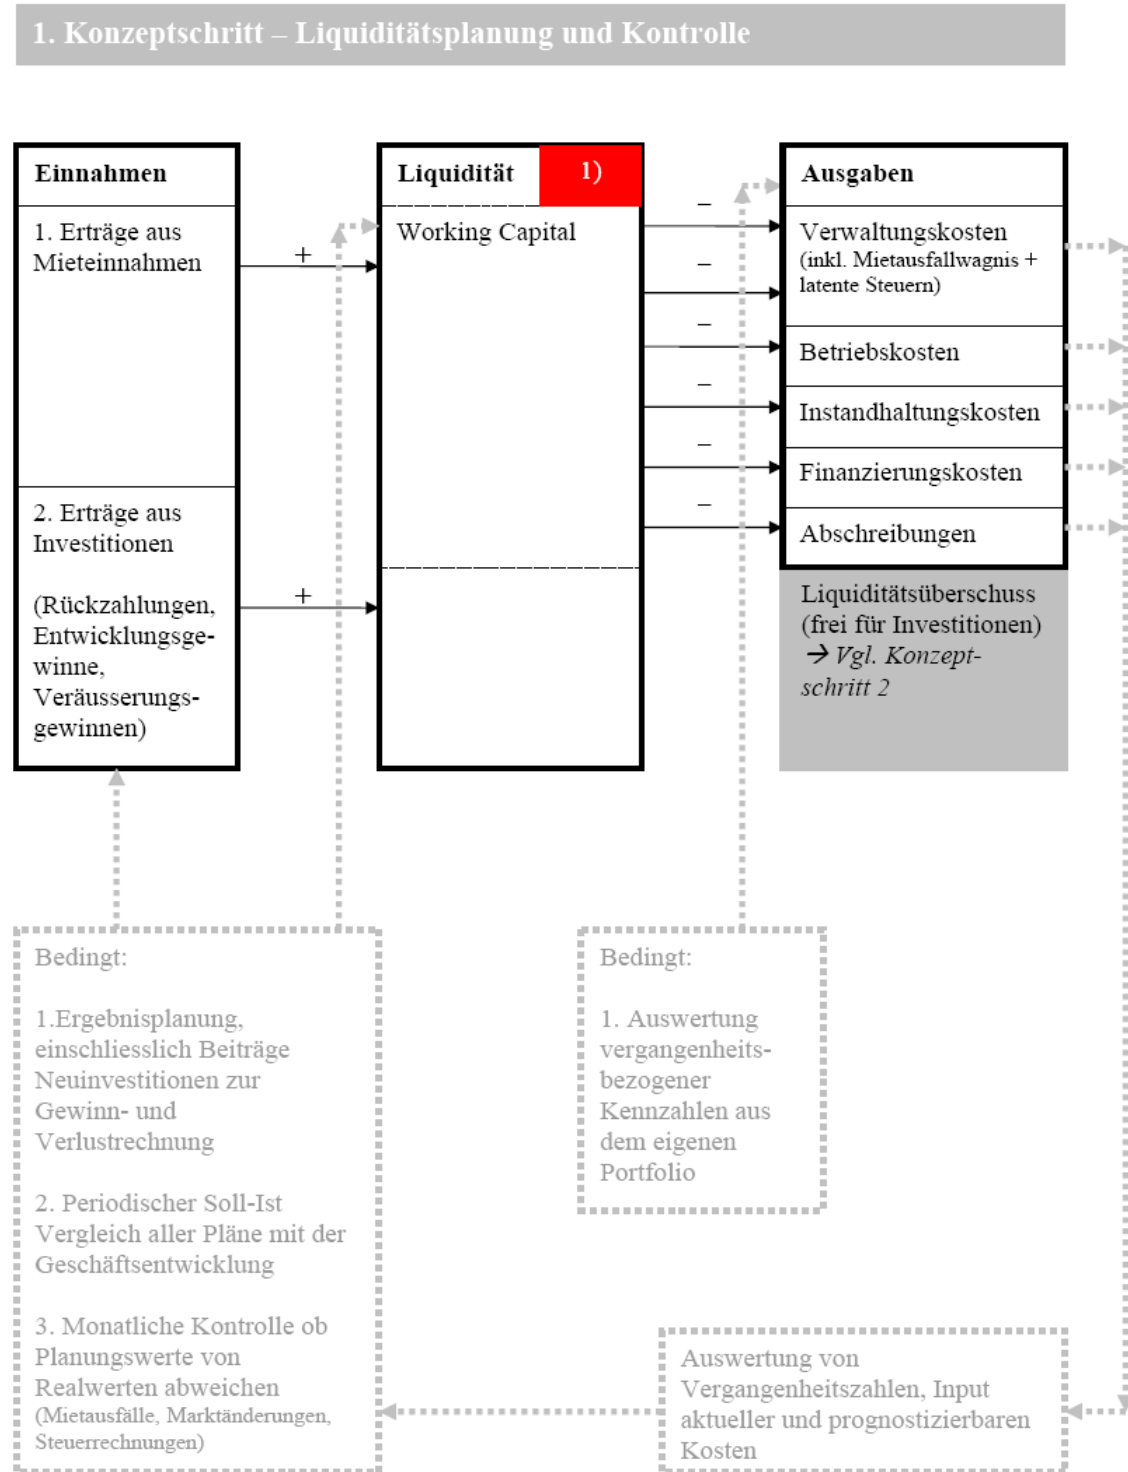 1. Konzeptschritt – Liquiditätsplanung und Kontrolle
Einnahmen
1. Erträge aus
Mieteinnahmen
2. Erträge aus
Investitionen
(Rückzahlungen,
Entwicklungsge-
winne,
Veräusserungs-
gewinnen)
+
+
Liquidität
1)
Working Capital
–
–
–
–
–
–
Ausgaben
Verwaltungskosten
(inkl. Mietausfallwagnis +
latente Steuern)
Betriebskosten
Instandhaltungskosten
Finanzierungskosten
Abschreibungen
Liquiditätsüberschuss
(frei für Investitionen)
→ Vgl. Konzept-
schritt 2
Bedingt:
1.Ergebnisplanung,
einschliesslich Beiträge
Neuinvestitionen zur
Gewinn- und
Verlustrechnung
2. Periodischer Soll-Ist
Vergleich aller Pläne mit der
Geschäftsentwicklung
3. Monatliche Kontrolle ob
Planungswerte von
Realwerten abweichen
(Mietausfälle, Marktänderungen,
Steuerrechnungen)
Bedingt:
1. Auswertung
vergangenheits-
bezogener
Kennzahlen aus
dem eigenen
Portfolio
Auswertung von
Vergangenheitszahlen, Input
aktueller und prognostizierbaren
Kosten